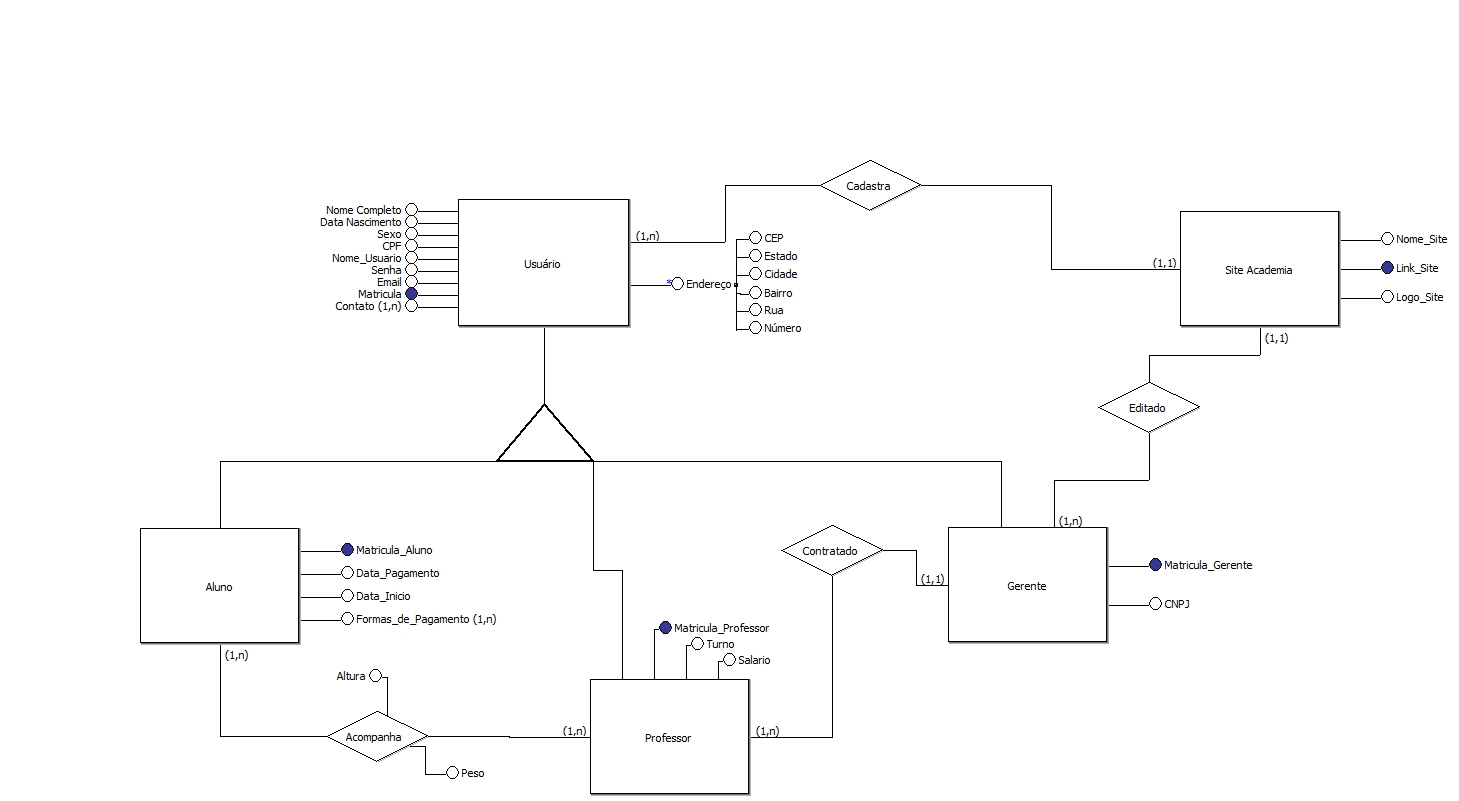 Cadastra
Nome Completo
Data Nascimento
Sexo
CPF
Nome_Usuario
Senha
Email
Matricula
Contato (1,n)
Usuário
(1,n)
* Endereço
CEP
Estado
Cidade
Bairro
Rua
Número
(1,1)
Site Academia
Nome_Site
Link_Site
Logo_Site
(1,1)
Editado
(1,n)
Aluno
Matricula_Aluno
Data_Pagamento
Data_Inicio
Formas_de_Pagamento (1,n)
(1,n)
Contratado
(1,1)
Gerente
Matricula_Gerente
CNPJ
Matricula_Professor
Turno
Salario
Altura
Acompanha
Peso
(1,n)
Professor
(1,n)